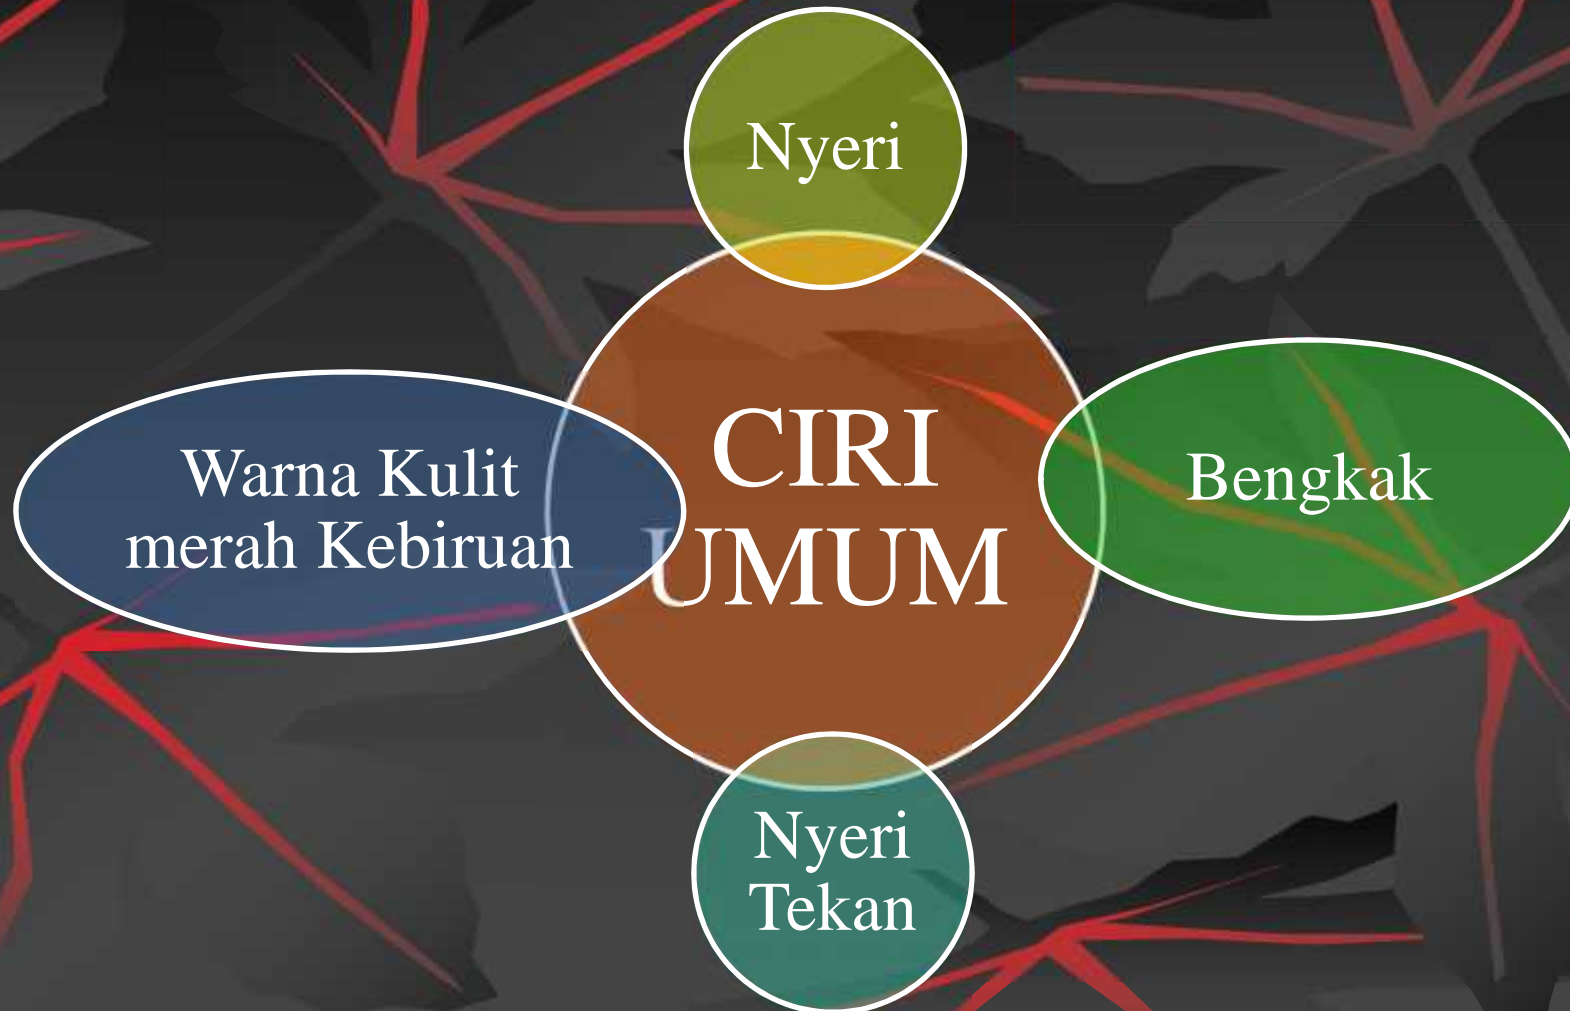 Nyeri
CIRI
UMUM
Bengkak
Nyeri
Tekan
Warna Kulit
merah Kebiruan